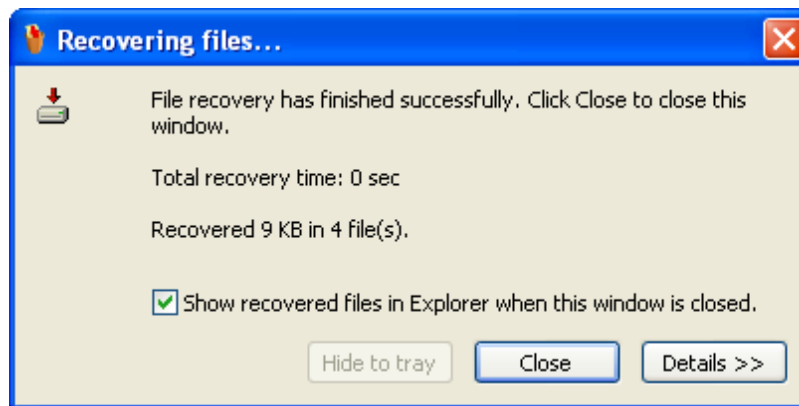 Recovering files...
File recovery has finished successfully. Click Close to close this
window.
Total recovery time: 0 sec
Recovered 9 KB in 4 file(s).
Show recovered files in Explorer when this window is closed.
Hide to tray
Close
Details >>